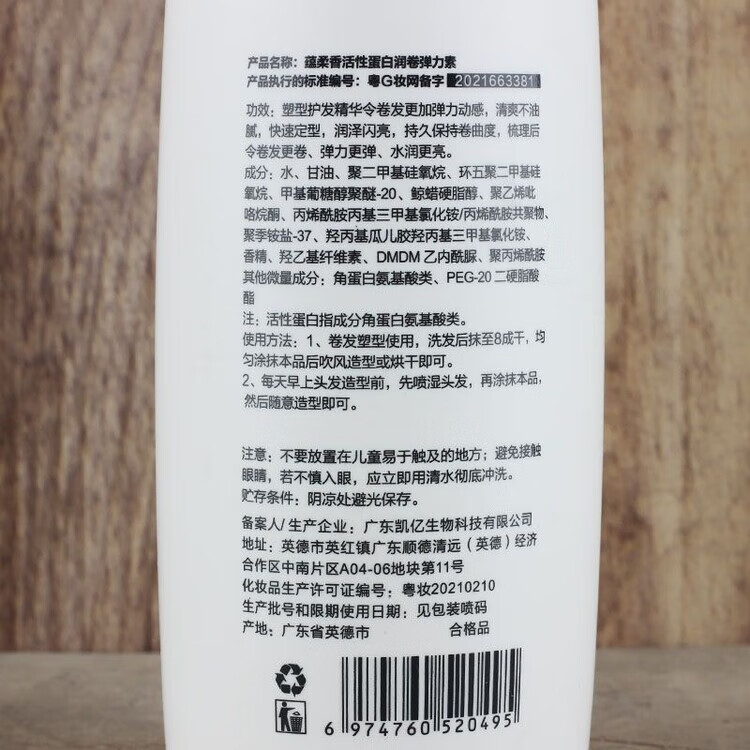 产品名称：蕴柔香活性蛋白润卷弹力素
产品执行的标准编号：粤G妆网备字2021663381
功效：塑型护发精华令卷发更加弹力动感，清爽不油
腻，快速定型，润泽闪亮，持久保持卷曲度，梳理后
令卷发更卷、弹力更弹、水润更亮。
成分：水、甘油、聚二甲基硅氧烷、环五聚二甲基硅
氧烷、甲基葡糖醇聚醚-20、鲸蜡硬脂醇、聚乙烯吡
咯烷酮、丙烯酰胺丙基三甲基氯化铵/丙烯酰胺共聚物、
聚季铵盐-37、羟丙基瓜儿胶羟丙基三甲基氯化铵、
香精、羟乙基纤维素、DMDM 乙内酰脲、聚丙烯酰胺
其他微量成分：角蛋白氨基酸类、PEG-20 二硬脂酸
酯
注：活性蛋白指成分角蛋白氨基酸类。
使用方法：1、卷发塑型使用，洗发后抹至8成干，均
匀涂抹本品后吹风造型或烘干即可。
2、每天早上头发造型前，先喷湿头发，再涂抹本品，
然后随意造型即可。
注意：不要放置在儿童易于触及的地方；避免接触
眼睛，若不慎入眼，应立即用清水彻底冲洗。
贮存条件：阴凉处避光保存。
备案人/生产企业：广东凯亿生物科技有限公司
地址：英德市英红镇广东顺德清远（英德）经济
合作区中南片区A04-06地块第11号
化妆品生产许可证编号：粤妆20210210
生产批号和限期使用日期：见包装喷码
产地：广东省英德市 合格品
6 974760 520495